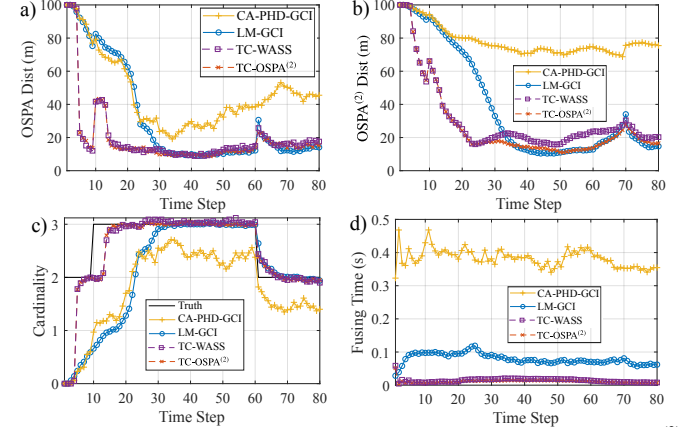 a)
OSPA Dist (m)
100
80
60
40
20
0
CA-PHD-GCI
LM-GCI
TC-WASS
TC-OSPA⁽²⁾
10 20 30 40 50 60 70 80
Time Step
b)
OSPA⁽²⁾ Dist (m)
100
80
60
40
20
0
CA-PHD-GCI
LM-GCI
TC-WASS
TC-OSPA⁽²⁾
10 20 30 40 50 60 70 80
Time Step
c)
Cardinality
3
2
1
0
Truth
CA-PHD-GCI
LM-GCI
TC-WASS
TC-OSPA⁽²⁾
10 20 30 40 50 60 70 80
Time Step
d)
Fusing Time (s)
0.5
0.4
0.3
0.2
0.1
0
CA-PHD-GCI
LM-GCI
TC-WASS
TC-OSPA⁽²⁾
10 20 30 40 50 60 70 80
Time Step